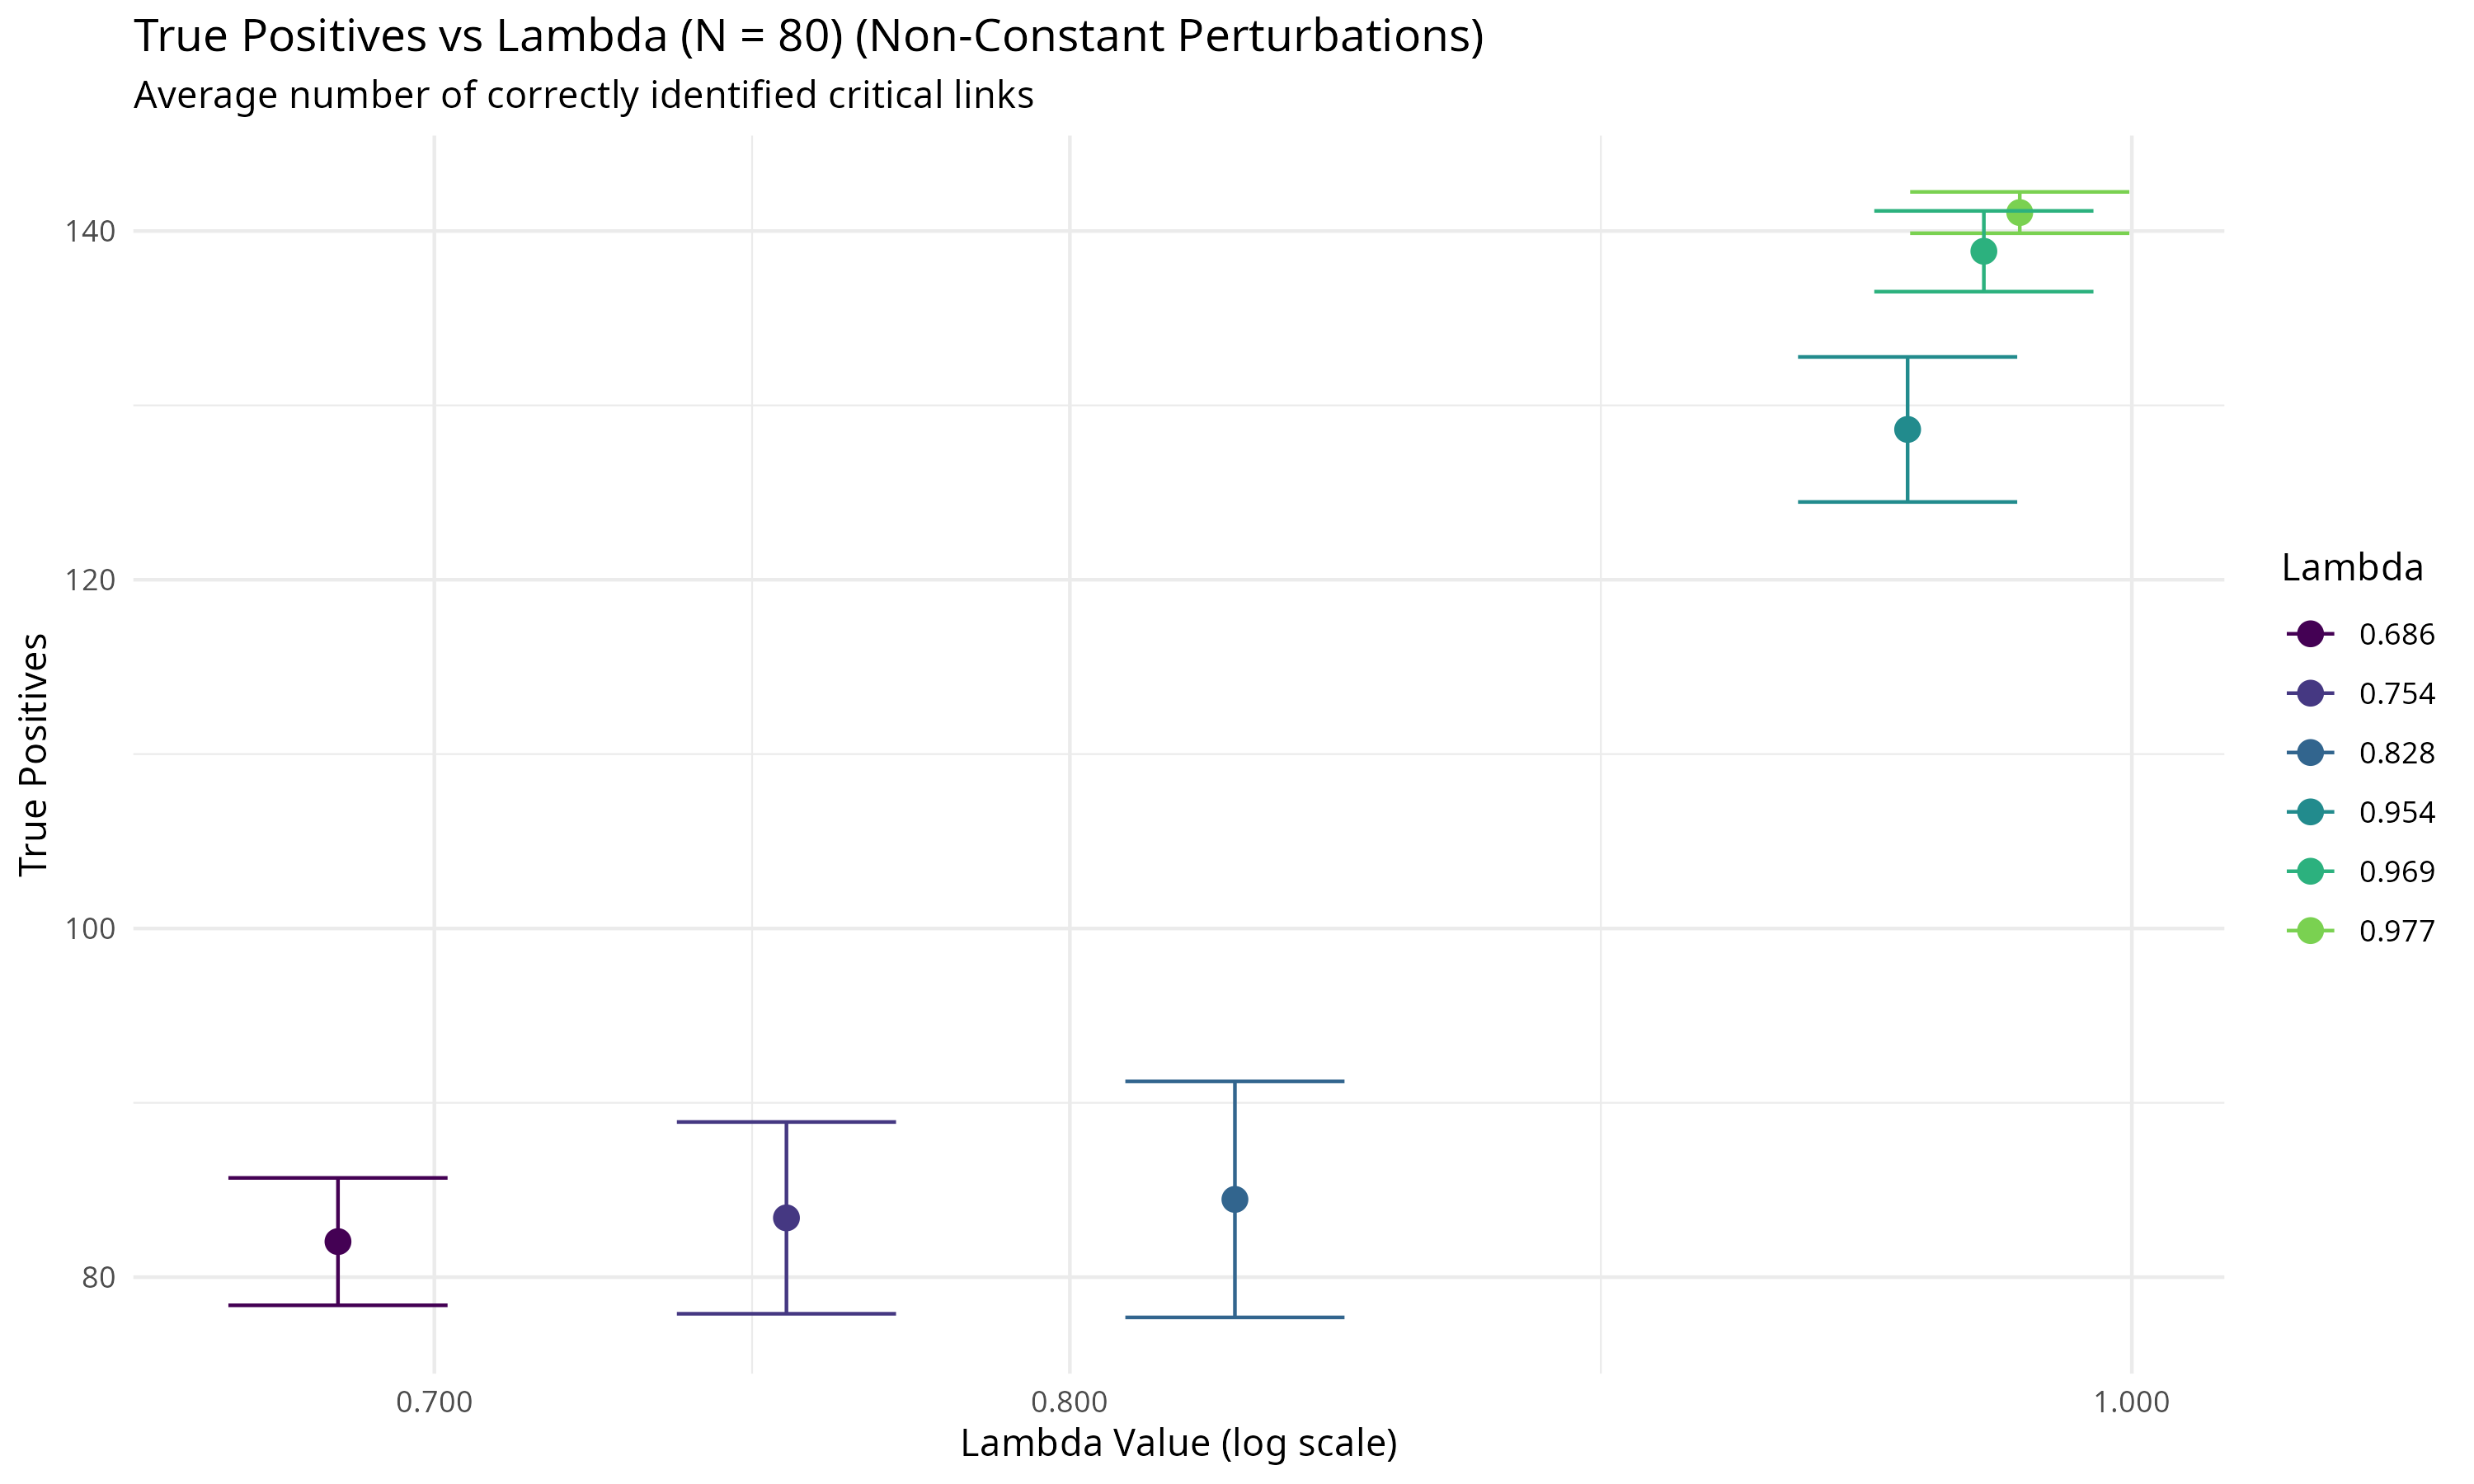 True Positives vs Lambda (N = 80) (Non-Constant Perturbations)
Average number of correctly identified critical links
True Positives
140
120
100
80
0.700
0.800
1.000
Lambda Value (log scale)
Lambda
0.686
0.754
0.828
0.954
0.969
0.977